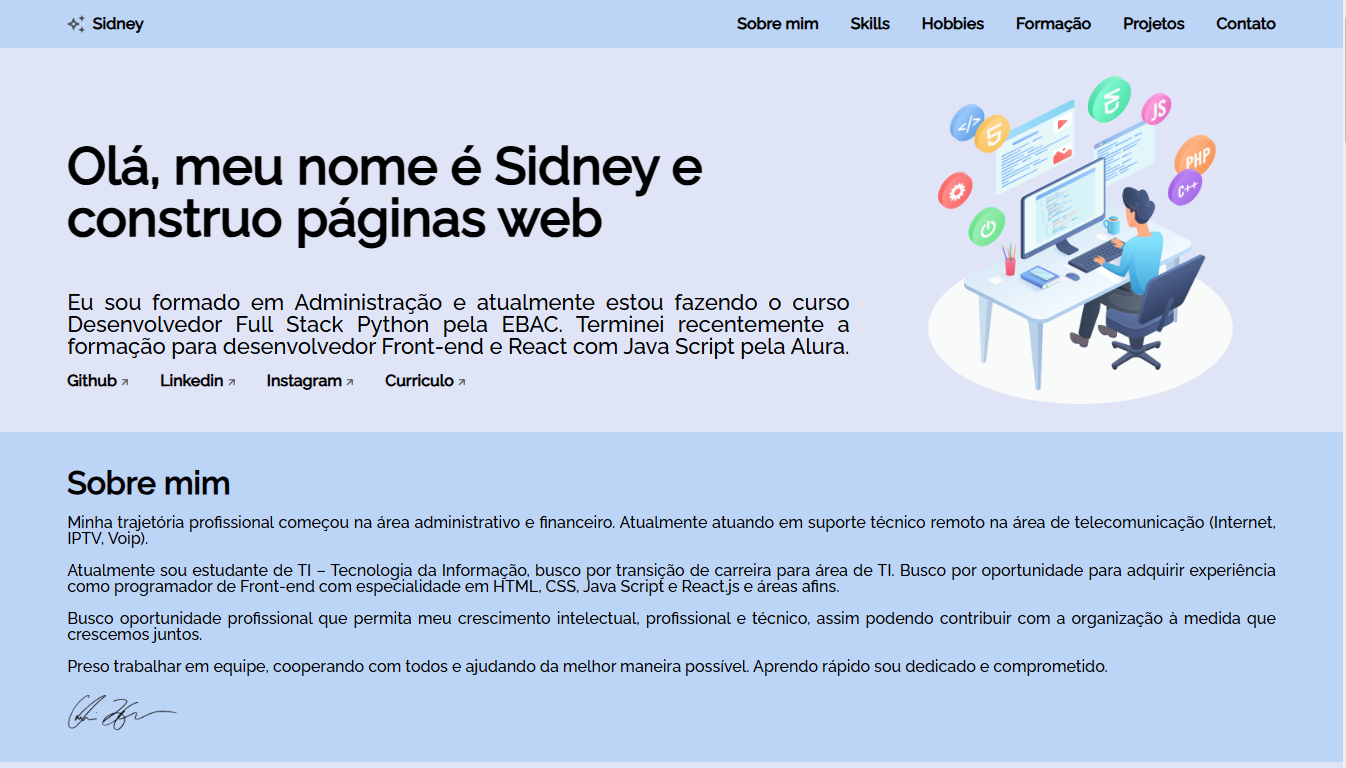 Sidney
Sobre mim Skills Hobbies Formação Projetos Contato
</>
5
JS
PHP
C++
Olá, meu nome é Sidney e
construo páginas web
Eu sou formado em Administração e atualmente estou fazendo o curso
Desenvolvedor Full Stack Python pela EBAC. Terminei recentemente a
formação para desenvolvedor Front-end e React com Java Script pela Alura.
Github Linkedin Instagram Curriculo
Sobre mim
Minha trajetória profissional começou na área administrativo e financeiro. Atualmente atuando em suporte técnico remoto na área de telecomunicação (Internet,
IPTV, Voip).
Atualmente sou estudante de TI – Tecnologia da Informação, busco por transição de carreira para área de TI. Busco por oportunidade para adquirir experiência
como programador de Front-end com especialidade em HTML, CSS, Java Script e React.js e áreas afins.
Busco oportunidade profissional que permita meu crescimento intelectual, profissional e técnico, assim podendo contribuir com a organização à medida que
crescemos juntos.
Preso trabalhar em equipe, cooperando com todos e ajudando da melhor maneira possível. Aprendo rápido sou dedicado e comprometido.